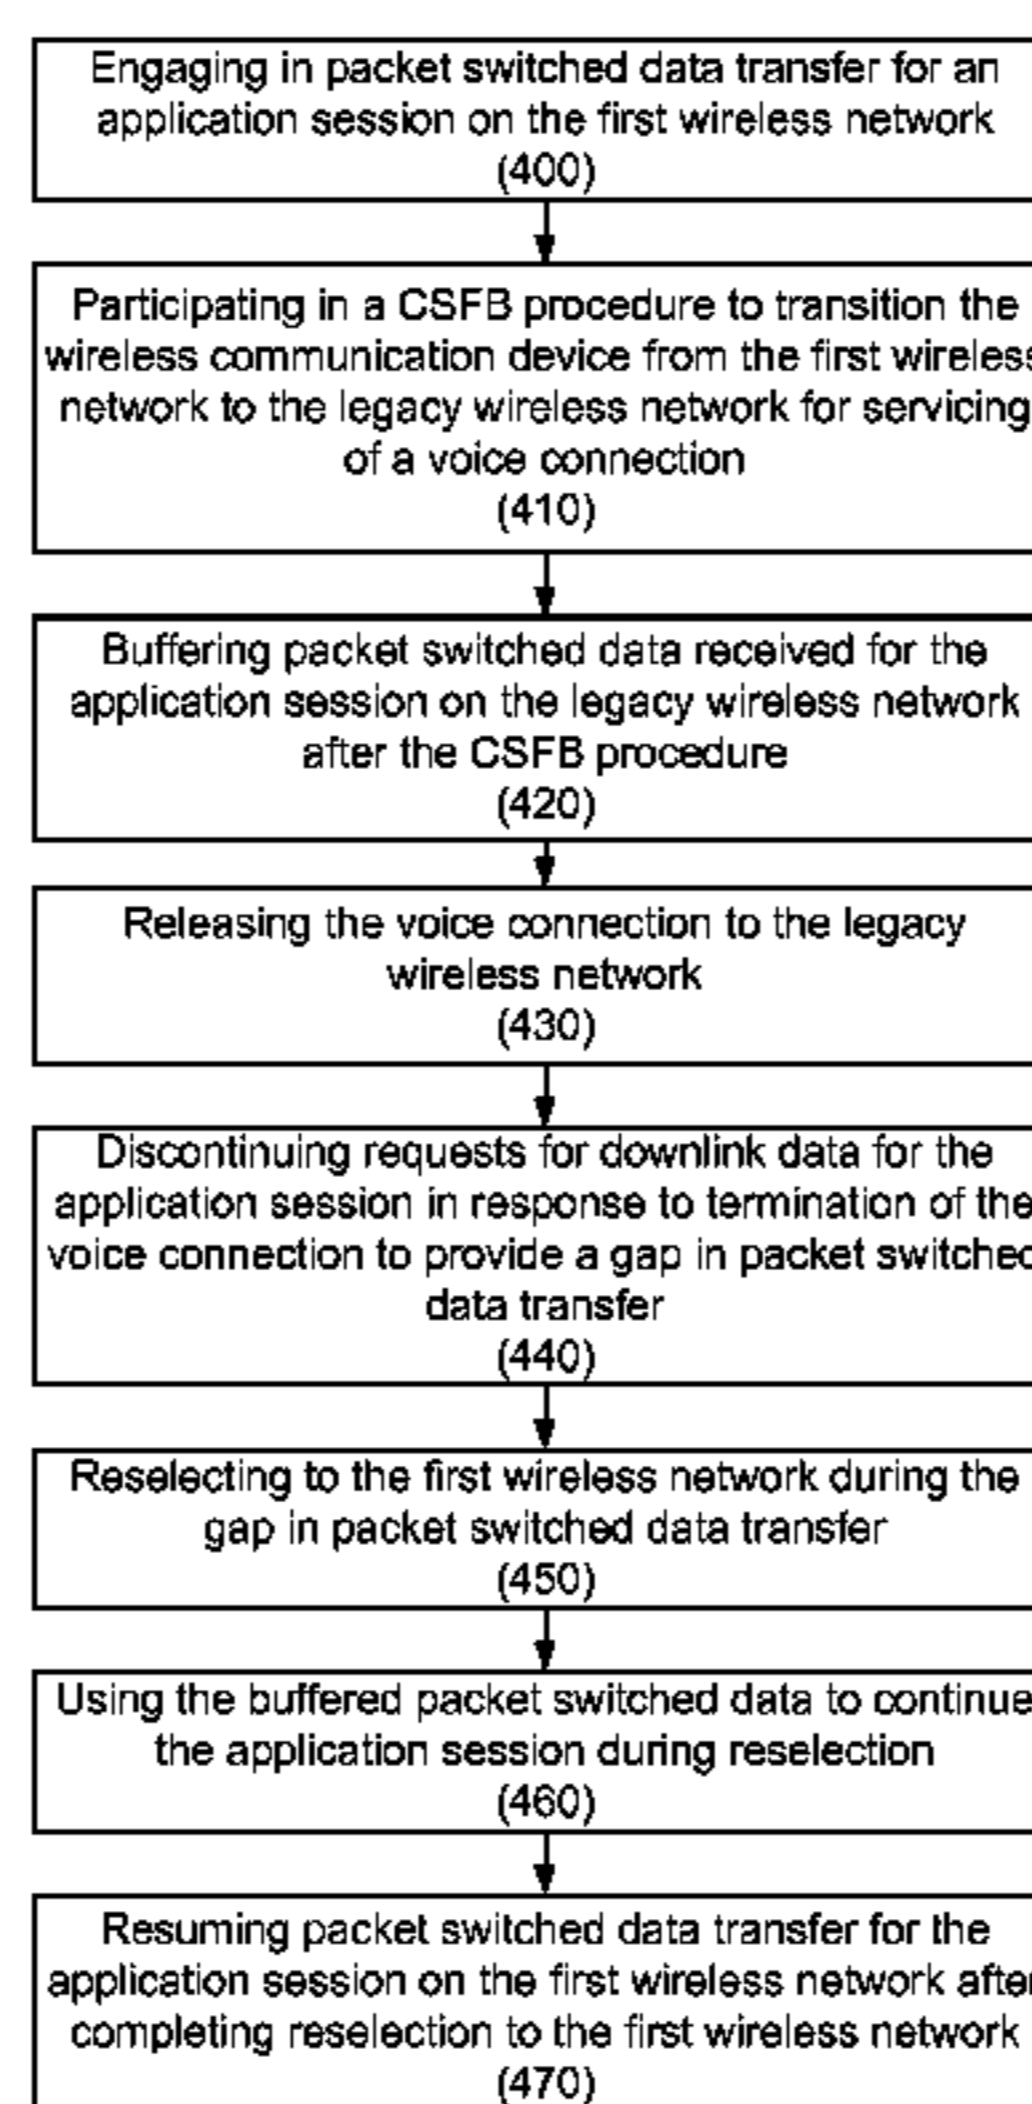 Engaging in packet switched data transfer for an
application session on the first wireless network
(400)
Participating in a CSFB procedure to transition the
wireless communication device from the first wireless
network to the legacy wireless network for servicing
of a voice connection
(410)
Buffering packet switched data received for the
application session on the legacy wireless network
after the CSFB procedure
(420)
Releasing the voice connection to the legacy
wireless network
(430)
Discontinuing requests for downlink data for the
application session in response to termination of the
voice connection to provide a gap in packet switched
data transfer
(440)
Reselecting to the first wireless network during the
gap in packet switched data transfer
(450)
Using the buffered packet switched data to continue
the application session during reselection
(460)
Resuming packet switched data transfer for the
application session on the first wireless network after
completing reselection to the first wireless network
(470)